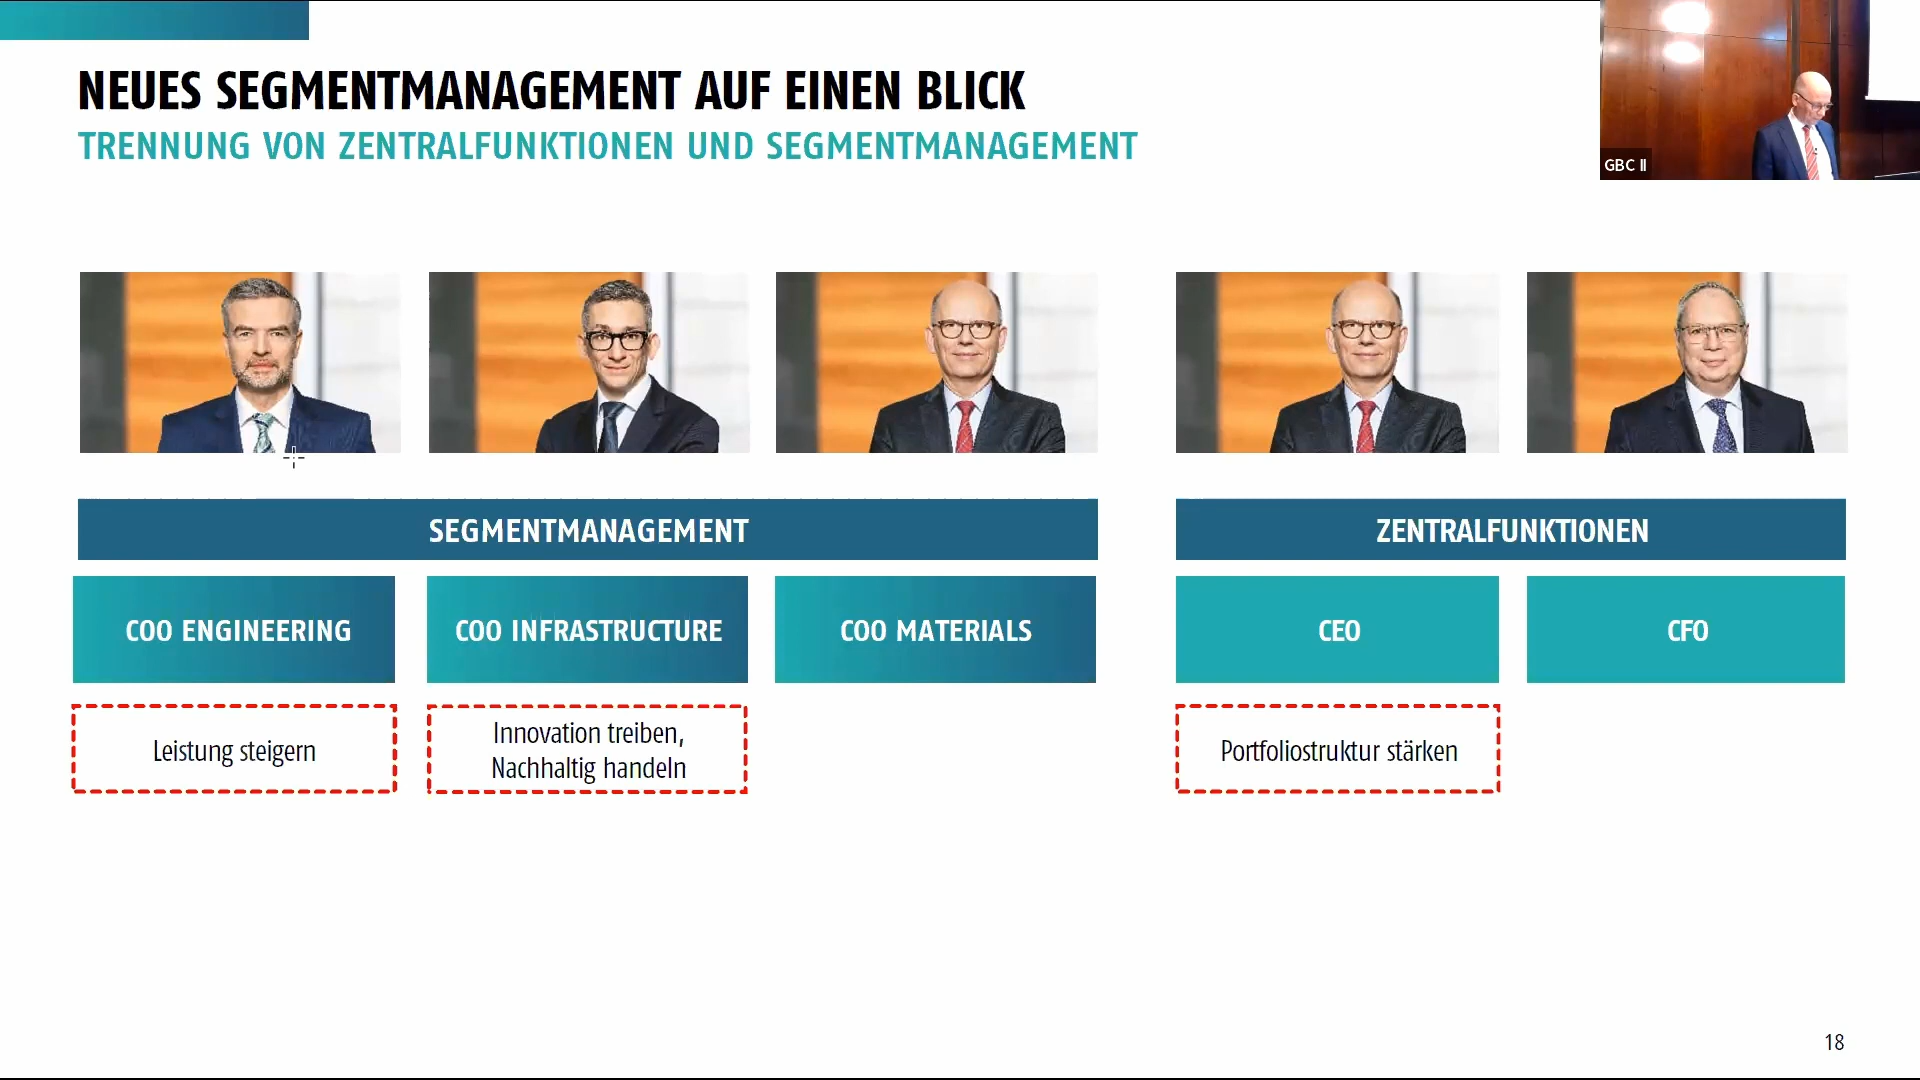 NEUES SEGMENTMANAGEMENT AUF EINEN BLICK
TRENNUNG VON ZENTRALFUNKTIONEN UND SEGMENTMANAGEMENT
GBC II
SEGMENTMANAGEMENT
ZENTRALFUNKTIONEN
COO ENGINEERING
COO INFRASTRUCTURE
COO MATERIALS
CEO
CFO
Leistung steigern
Innovation treiben,
Nachhaltig handeln
Portfoliostruktur stärken
18